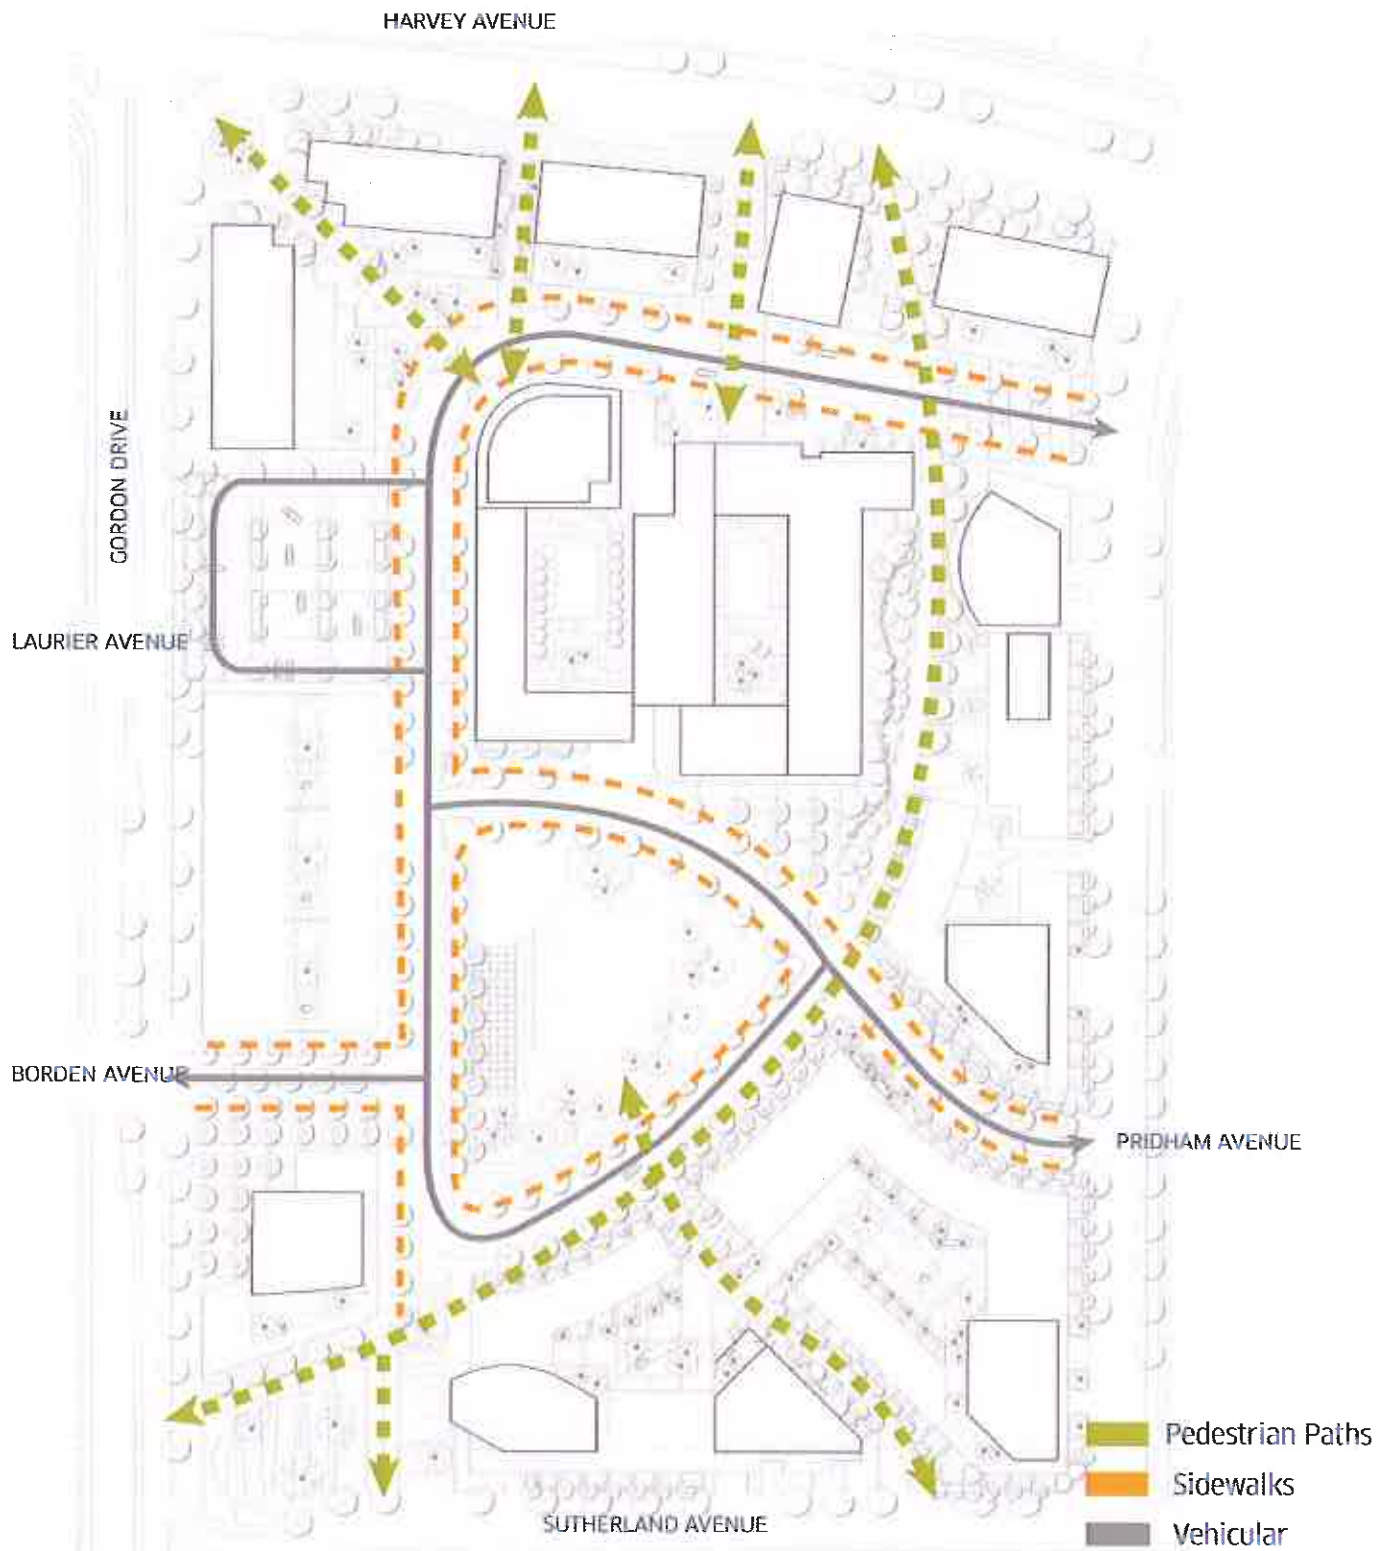 HARVEY AVENUE
GORDON DRIVE
LAURIER AVENUE
BORDEN AVENUE
PRIDHAM AVENUE
Pedestrian Paths
Sidewalks
SUTHERLAND AVENUE
Vehicular